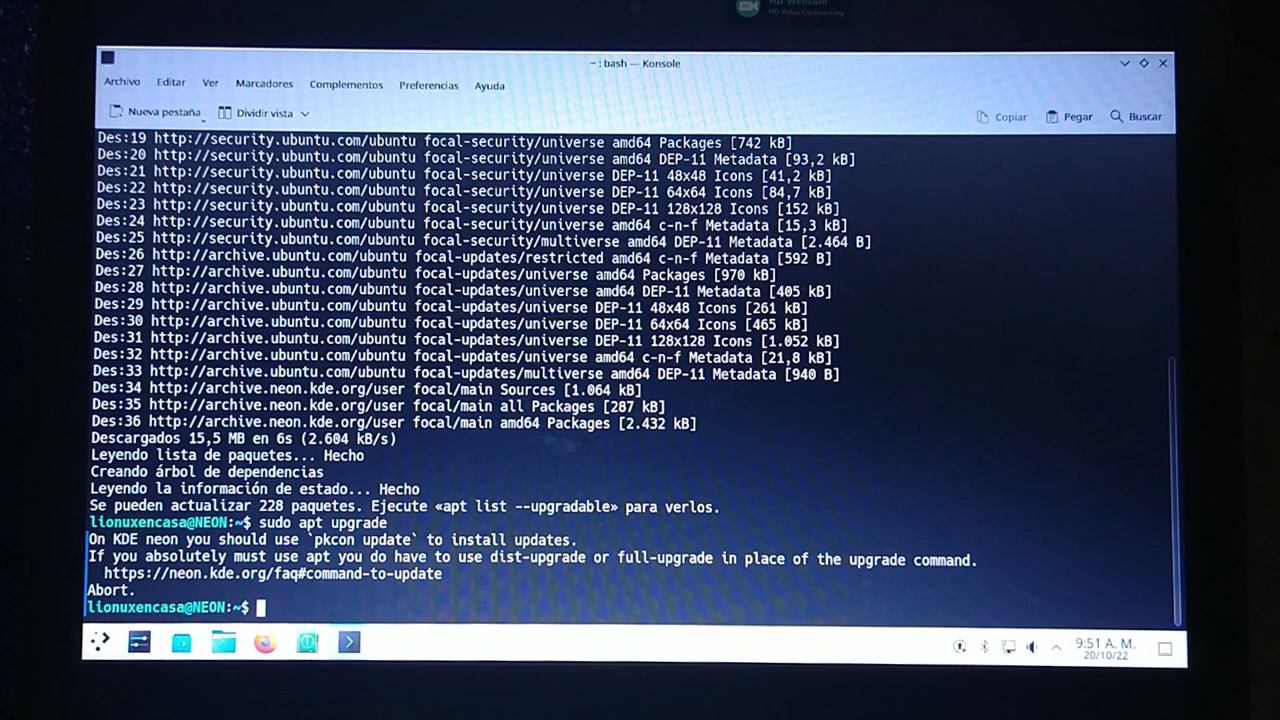 HD Webcam
HD Video Conferencing
~ : bash — Konsole
Archivo Editar Ver Marcadores Complementos Preferencias Ayuda
Nueva pestaña Dividir vista Copiar Pegar Buscar
Des:19 http://security.ubuntu.com/ubuntu focal-security/universe amd64 Packages [742 kB]
Des:20 http://security.ubuntu.com/ubuntu focal-security/universe amd64 DEP-11 Metadata [93,2 kB]
Des:21 http://security.ubuntu.com/ubuntu focal-security/universe DEP-11 48x48 Icons [41,2 kB]
Des:22 http://security.ubuntu.com/ubuntu focal-security/universe DEP-11 64x64 Icons [84,7 kB]
Des:23 http://security.ubuntu.com/ubuntu focal-security/universe DEP-11 128x128 Icons [152 kB]
Des:24 http://security.ubuntu.com/ubuntu focal-security/universe amd64 c-n-f Metadata [15,3 kB]
Des:25 http://security.ubuntu.com/ubuntu focal-security/multiverse amd64 DEP-11 Metadata [2.464 B]
Des:26 http://archive.ubuntu.com/ubuntu focal-updates/restricted amd64 c-n-f Metadata [592 B]
Des:27 http://archive.ubuntu.com/ubuntu focal-updates/universe amd64 Packages [970 kB]
Des:28 http://archive.ubuntu.com/ubuntu focal-updates/universe amd64 DEP-11 Metadata [405 kB]
Des:29 http://archive.ubuntu.com/ubuntu focal-updates/universe DEP-11 48x48 Icons [261 kB]
Des:30 http://archive.ubuntu.com/ubuntu focal-updates/universe DEP-11 64x64 Icons [465 kB]
Des:31 http://archive.ubuntu.com/ubuntu focal-updates/universe DEP-11 128x128 Icons [1.052 kB]
Des:32 http://archive.ubuntu.com/ubuntu focal-updates/universe amd64 c-n-f Metadata [21,8 kB]
Des:33 http://archive.ubuntu.com/ubuntu focal-updates/multiverse amd64 DEP-11 Metadata [940 B]
Des:34 http://archive.neon.kde.org/user focal/main Sources [1.064 kB]
Des:35 http://archive.neon.kde.org/user focal/main all Packages [287 kB]
Des:36 http://archive.neon.kde.org/user focal/main amd64 Packages [2.432 kB]
Descargados 15,5 MB en 6s (2.604 kB/s)
Leyendo lista de paquetes... Hecho
Creando árbol de dependencias
Leyendo la información de estado... Hecho
Se pueden actualizar 228 paquetes. Ejecute «apt list --upgradable» para verlos.
lionuxencasa@NEON:~$ sudo apt upgrade
On KDE neon you should use `pkcon update` to install updates.
If you absolutely must use apt you do have to use dist-upgrade or full-upgrade in place of the upgrade command.
https://neon.kde.org/faq#command-to-update
Abort.
lionuxencasa@NEON:~$
9:51 A. M.
20/10/22